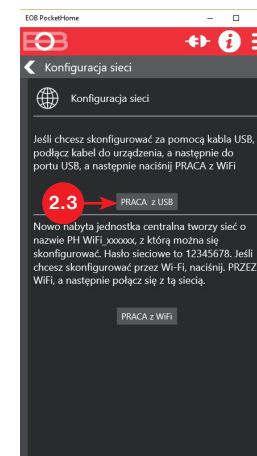 EOB PocketHome
EOB
Konfiguracja sieci
Konfiguracja sieci
Jeśli chcesz skonfigurować za pomocą kabla USB,
podłącz kabel do urządzenia, a następnie do
portu USB, a następnie naciśnij PRACA z WiFi
2.3
PRACA z USB
Nowo nabyta jednostka centralna tworzy sieć o
nazwie PH WiFi_xxxxxx, z którą można się
skonfigurować. Hasło sieciowe to 12345678. Jeśli
chcesz skonfigurować przez Wi-Fi, naciśnij. PRZEZ
WiFi, a następnie połącz się z tą siecią.
PRACA z WiFi